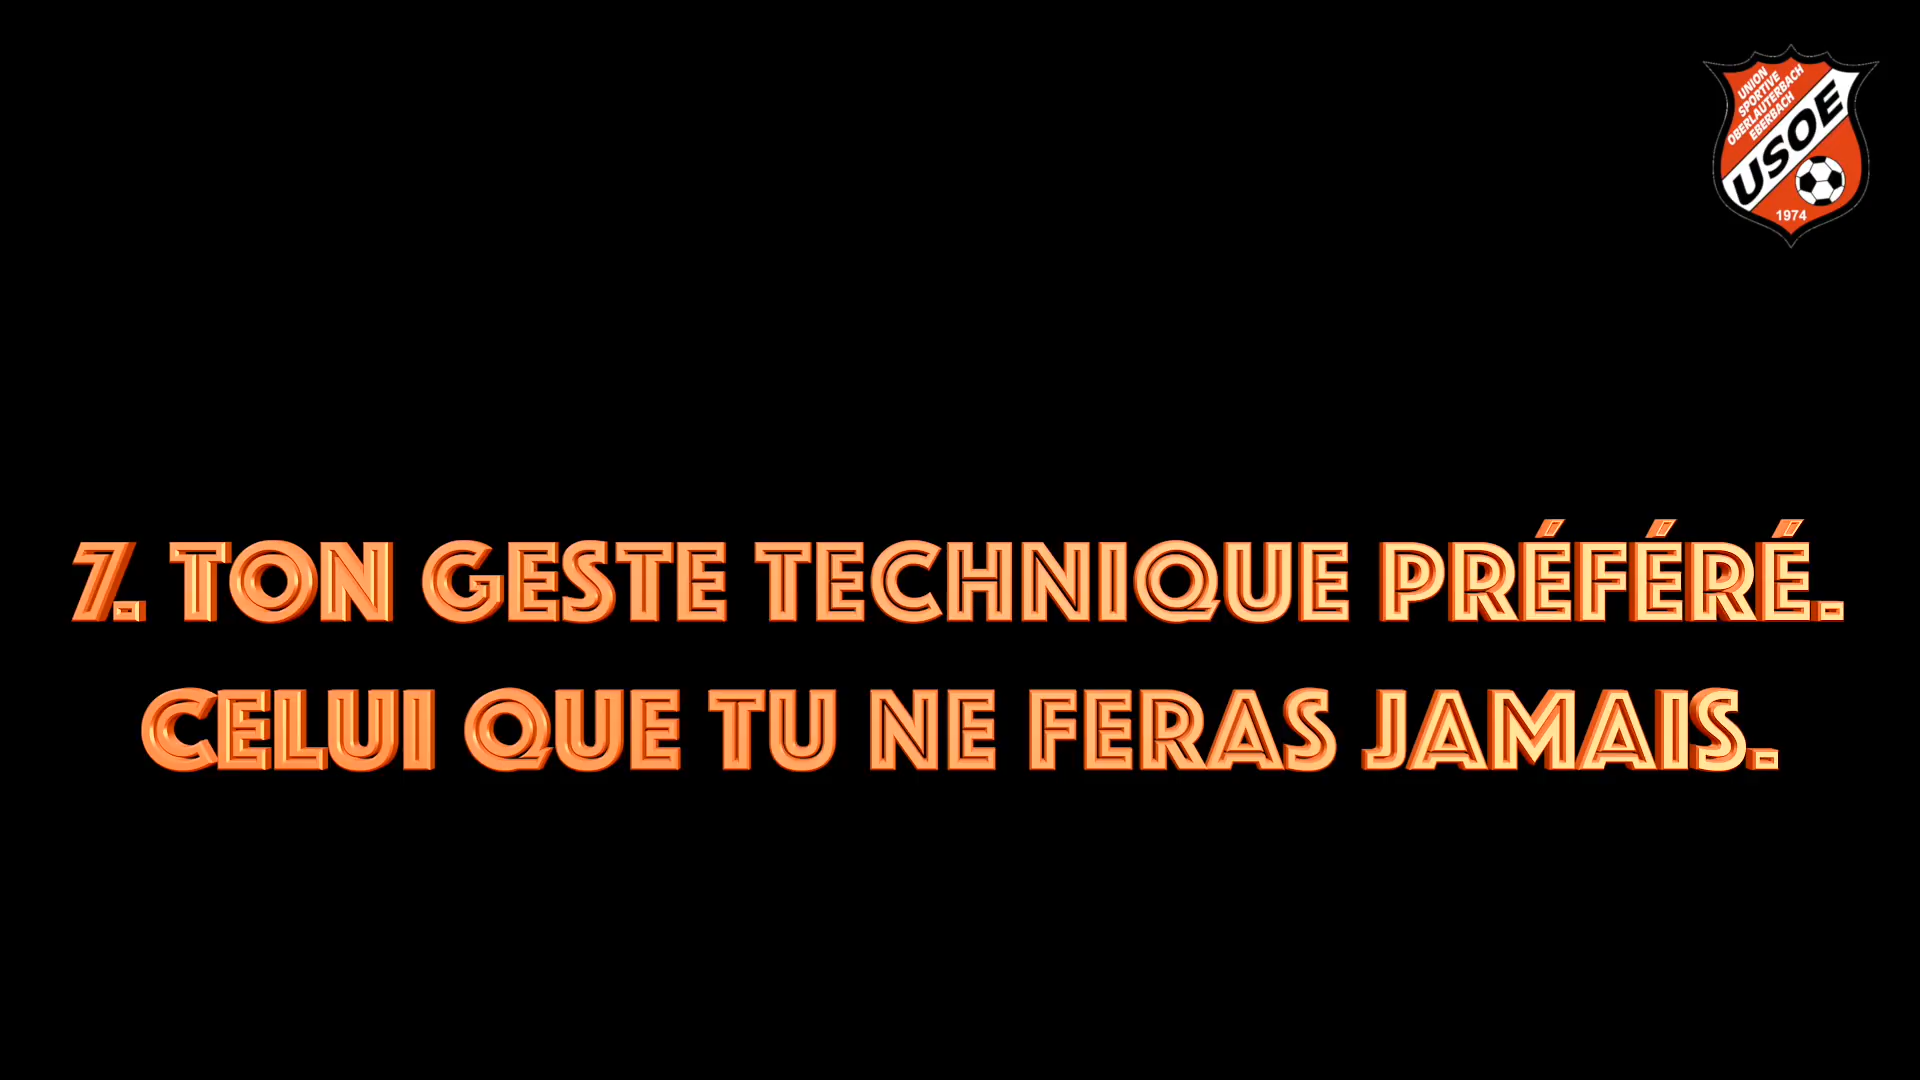 UNION
SPORTIVE
OBERLAUTERBACH
EBERBACH
USOE
1974
7. TON GESTE TECHNIQUE PRÉFÉRÉ.
CELUI QUE TU NE FERAS JAMAIS.